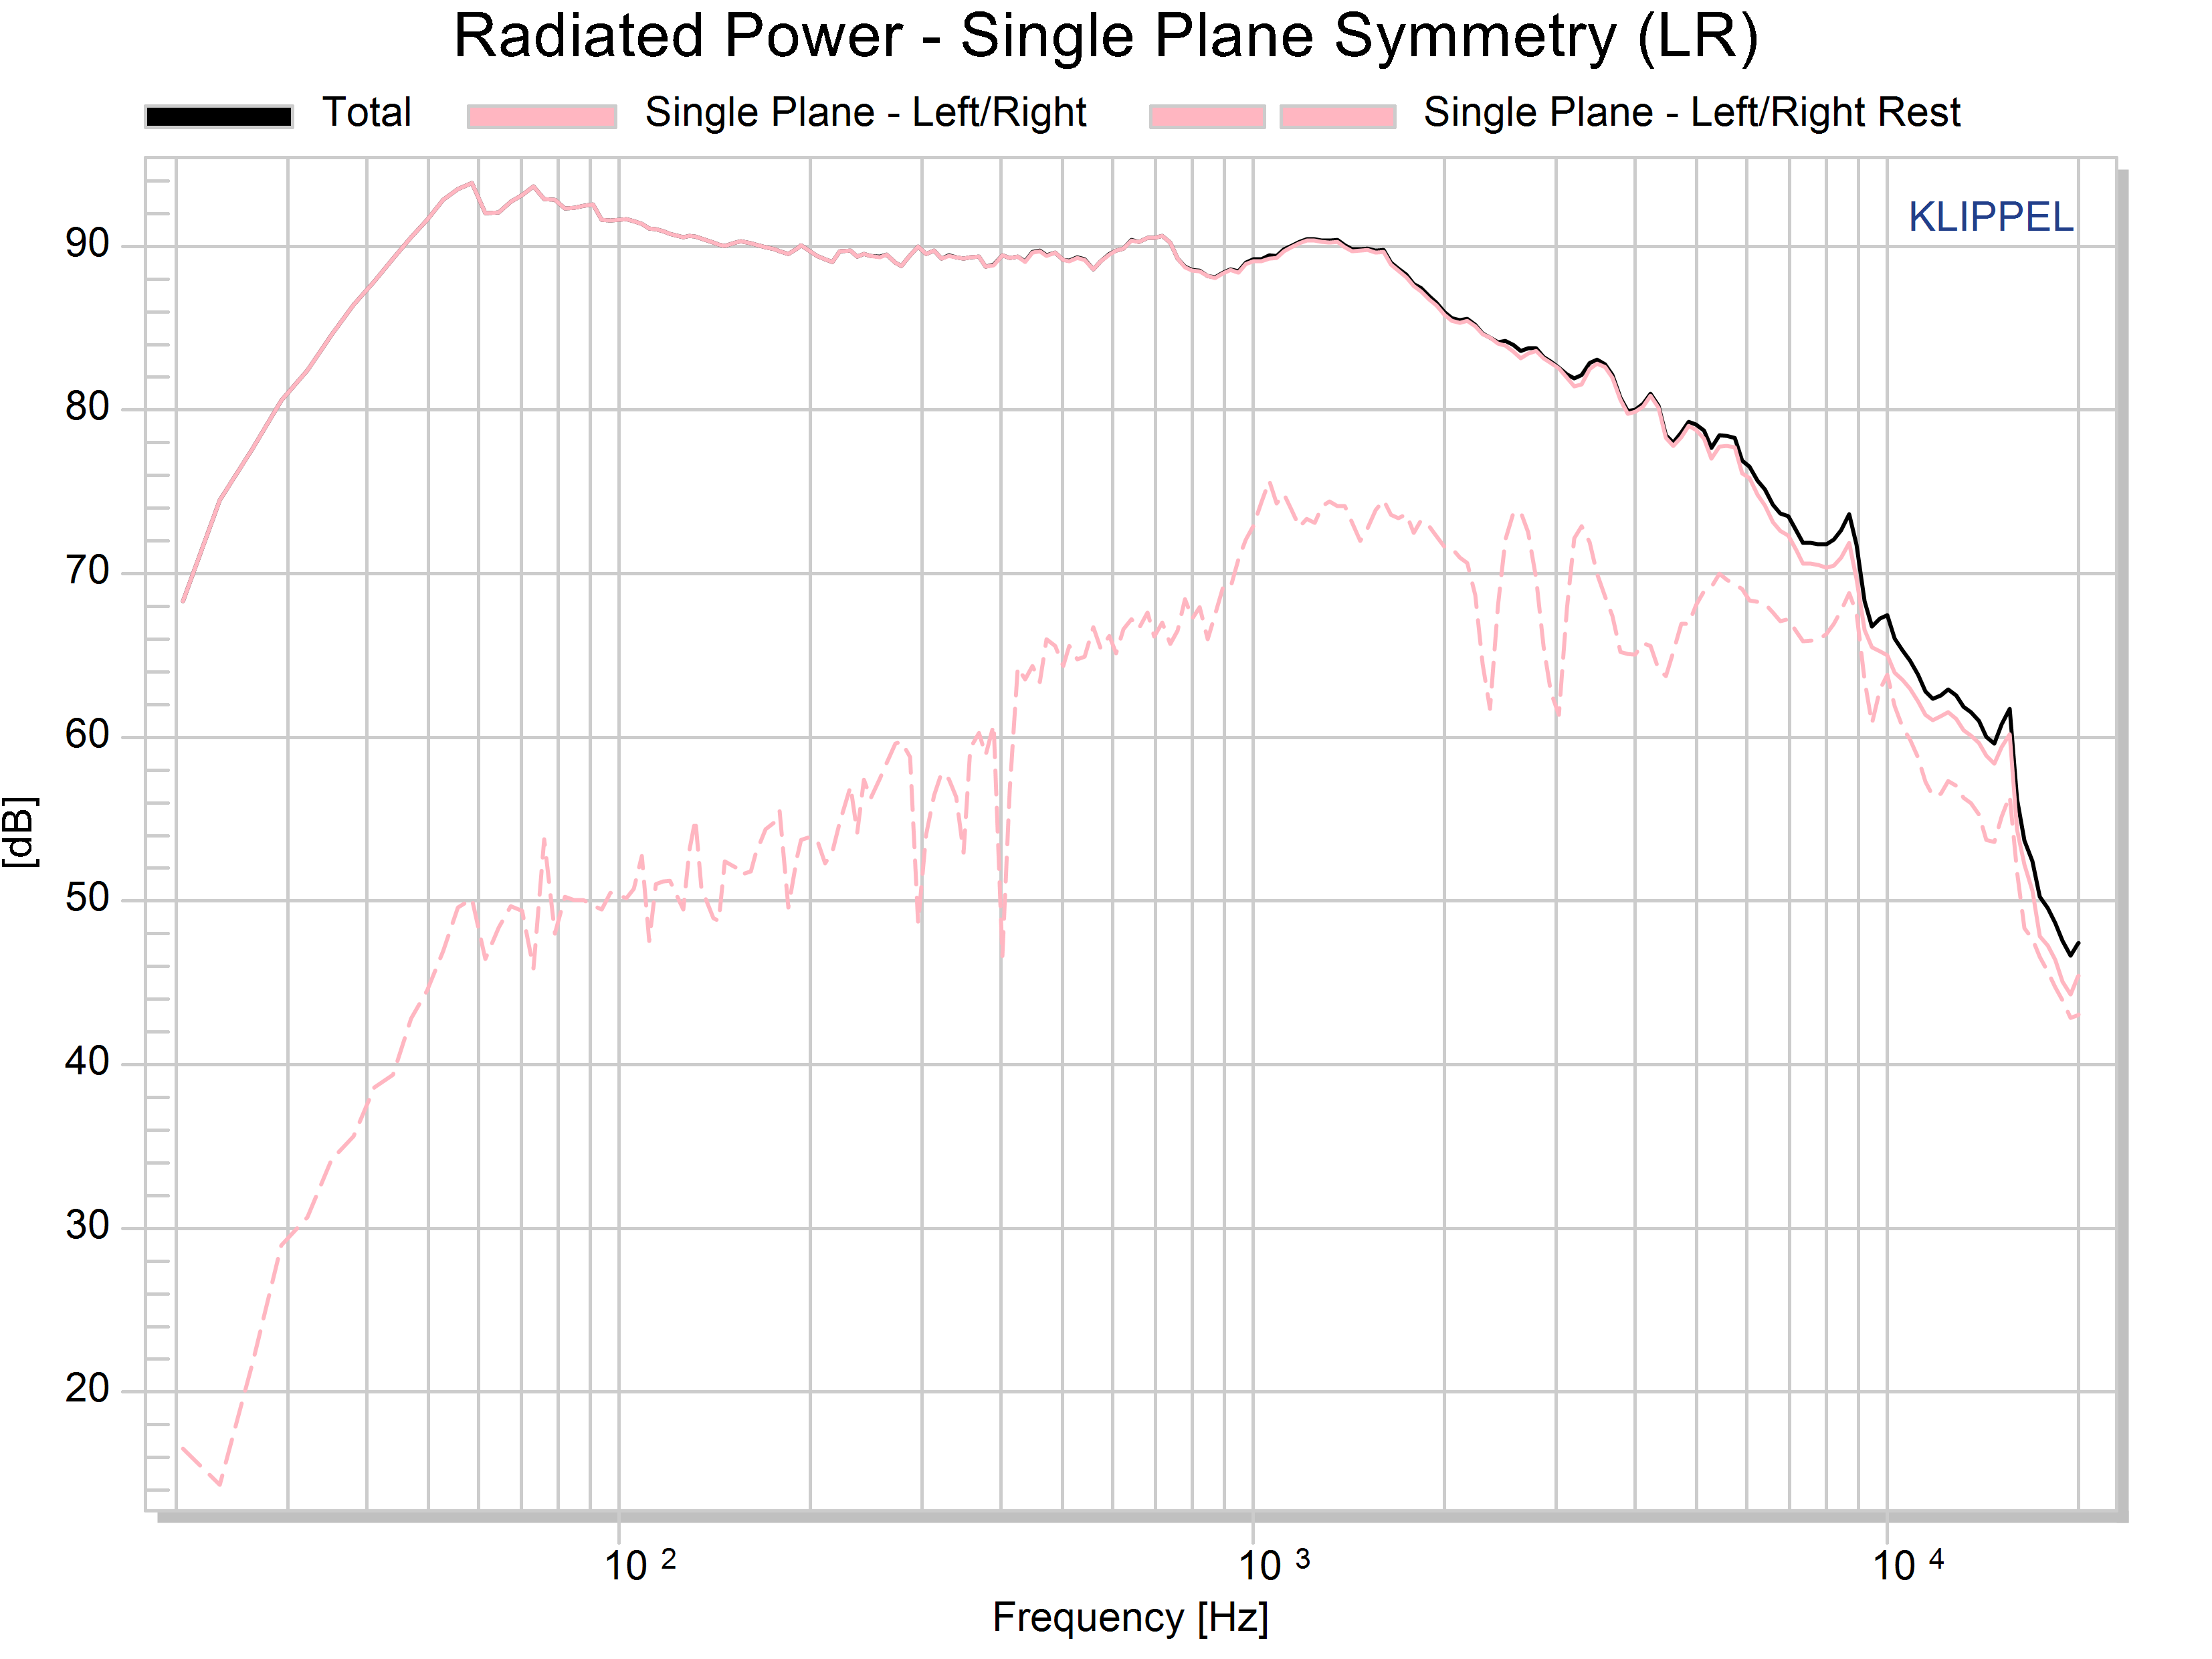 Radiated Power - Single Plane Symmetry (LR)
Total Single Plane - Left/Right Single Plane - Left/Right Rest
KLIPPEL
90
80
70
60
50
40
30
20
[dB]
10 2 10 3 10 4
Frequency [Hz]